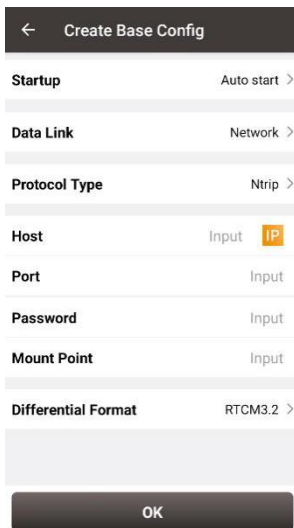 ← Create Base Config
Startup Auto start >
Data Link Network >
Protocol Type Ntrip >
Host Input IP
Port Input
Password Input
Mount Point Input
Differential Format RTCM3.2 >
OK